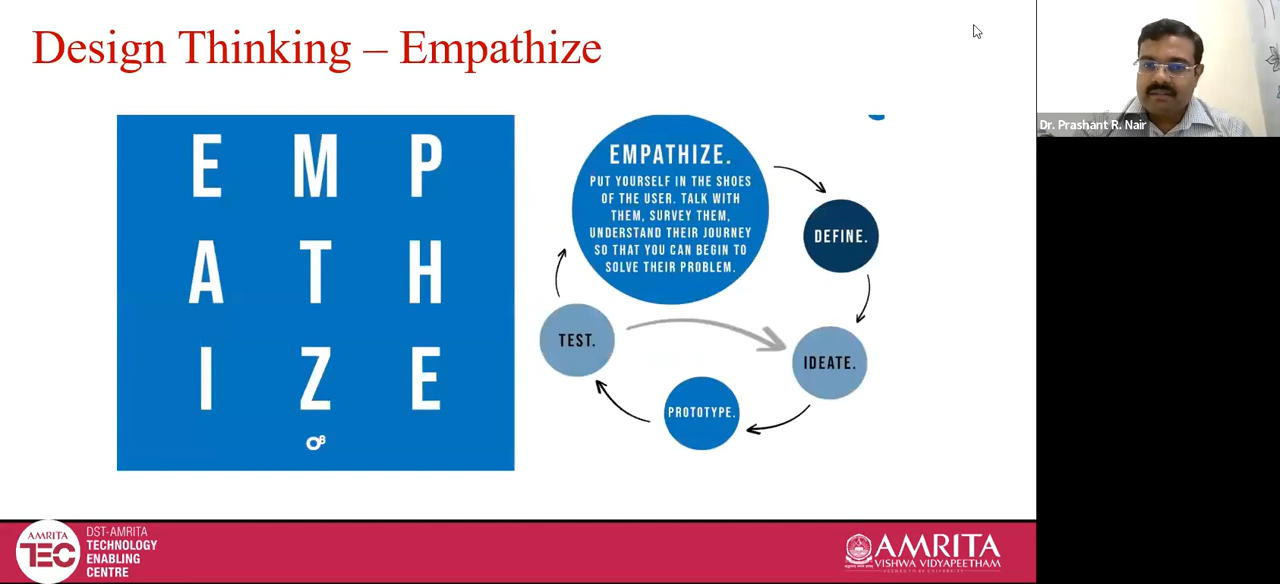 Design Thinking – Empathize
E M P
A T H
I Z E
EMPATHIZE.
PUT YOURSELF IN THE SHOES
OF THE USER. TALK WITH
THEM, SURVEY THEM,
UNDERSTAND THEIR JOURNEY
SO THAT YOU CAN BEGIN TO
SOLVE THEIR PROBLEM.
DEFINE.
IDEATE.
PROTOTYPE.
TEST.
Dr. Prashant R. Nair
AMRITA
TEC
DST-AMRITA
TECHNOLOGY
ENABLING
CENTRE
AMRITA
VISHWA VIDYAPEETHAM